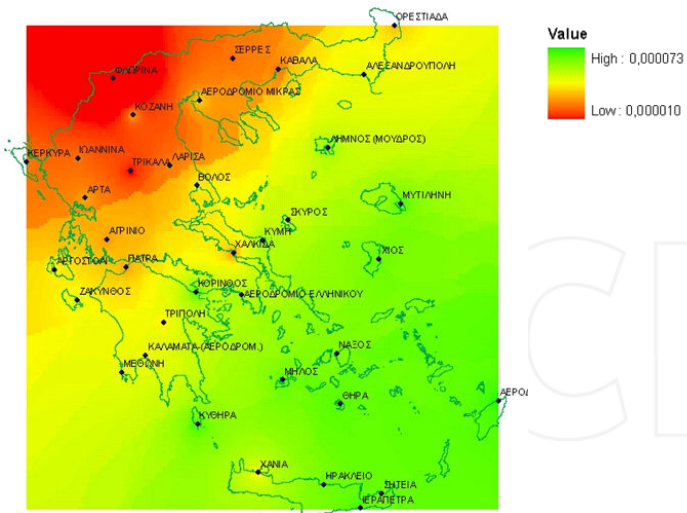 ΟΡΕΣΤΙΑΔΑ
ΣΕΡΡΕΣ
ΚΑΒΑΛΑ
ΑΛΕΞΑΝΔΡΟΥΠΟΛΗ
ΦΛΩΡΙΝΑ
ΑΕΡΟΔΡΟΜΙΟ ΜΙΚΡΑΣ
ΚΟΖΑΝΗ
ΛΗΜΝΟΣ (ΜΟΥΔΡΟΣ)
ΚΕΡΚΥΡΑ
ΙΩΑΝΝΙΝΑ
ΤΡΙΚΑΛΑ
ΛΑΡΙΣΑ
ΒΟΛΟΣ
ΑΡΤΑ
ΜΥΤΙΛΗΝΗ
ΣΚΥΡΟΣ
ΑΓΡΙΝΙΟ
ΚΥΜΗ
ΧΑΛΚΙΔΑ
ΧΙΟΣ
ΑΡΓΟΣΤΟΛΙ
ΠΑΤΡΑ
ΖΑΚΥΝΘΟΣ
ΚΟΡΙΝΘΟΣ
ΑΕΡΟΔΡΟΜΙΟ ΕΛΛΗΝΙΚΟΥ
ΤΡΙΠΟΛΗ
ΝΑΞΟΣ
ΚΑΛΑΜΑΤΑ-(ΑΕΡΟΔΡΟΜ.)
ΜΕΘΩΝΗ
ΜΗΛΟΣ
ΘΗΡΑ
ΑΕΡΟΔ
ΚΥΘΗΡΑ
ΧΑΝΙΑ
ΗΡΑΚΛΕΙΟ
ΣΗΤΕΙΑ
ΙΕΡΑΠΕΤΡΑ
Value
High : 0,000073
Low : 0,000010